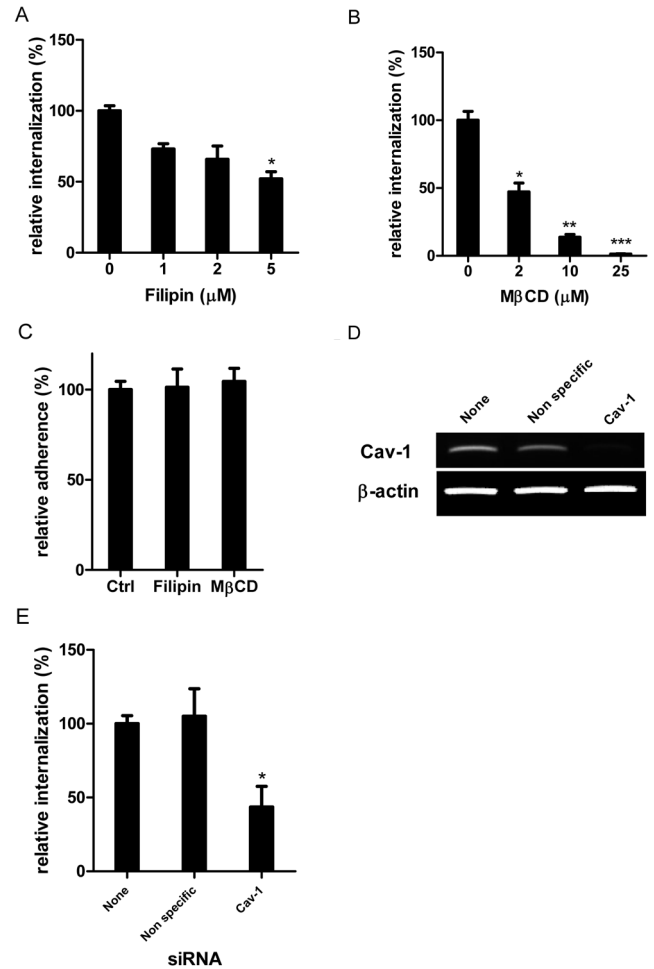 A
relative internalization (%)
150
100
50
0
*
0 1 2 5
Filipin (μM)
B
relative internalization (%)
150
100
50
0
*
**
***
0 2 10 25
MβCD (μM)
C
relative adherence (%)
100
50
0
Ctrl Filipin MβCD
D
None Non specific Cav-1
Cav-1
β-actin
E
relative internalization (%)
150
100
50
0
*
None Non specific Cav-1
siRNA